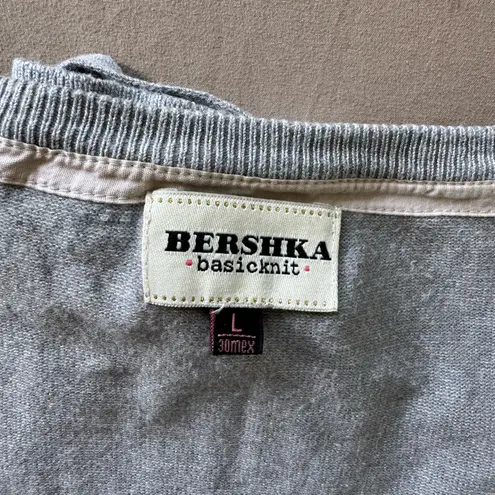 BERSHKA
• basicknit •
L
30mex